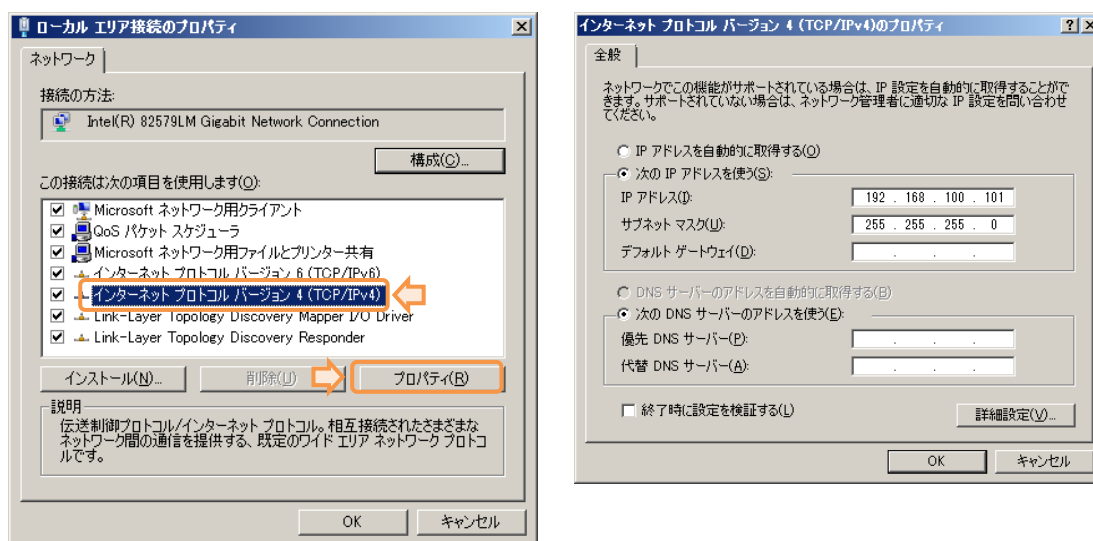 ローカル エリア接続のプロパティ
ネットワーク
接続の方法:
Intel(R) 82579LM Gigabit Network Connection
構成(C)...
この接続は次の項目を使用します(O):
Microsoft ネットワーク用クライアント
QoS パケット スケジューラ
Microsoft ネットワーク用ファイルとプリンター共有
インターネット プロトコル バージョン 6 (TCP/IPv6)
インターネット プロトコル バージョン 4 (TCP/IPv4)
Link-Layer Topology Discovery Mapper I/O Driver
Link-Layer Topology Discovery Responder
インストール(N)...
削除(U)
プロパティ(R)
説明
伝送制御プロトコル/インターネット プロトコル。相互接続されたさまざまな
ネットワーク間の通信を提供する、既定のワイド エリア ネットワーク プロトコ
ルです。
OK
キャンセル
インターネット プロトコル バージョン 4 (TCP/IPv4)のプロパティ
全般
ネットワークでこの機能がサポートされている場合は、IP 設定を自動的に取得することがで
きます。サポートされていない場合は、ネットワーク管理者に適切な IP 設定を問い合わせ
てください。
IP アドレスを自動的に取得する(O)
次の IP アドレスを使う(S):
IP アドレス(I):
192 . 168 . 100 . 101
サブネット マスク(U):
255 . 255 . 255 . 0
デフォルト ゲートウェイ(D):
. . .
DNS サーバーのアドレスを自動的に取得する(B)
次の DNS サーバーのアドレスを使う(E):
優先 DNS サーバー(P):
. . .
代替 DNS サーバー(A):
. . .
終了時に設定を検証する(L)
詳細設定(V)...
OK
キャンセル